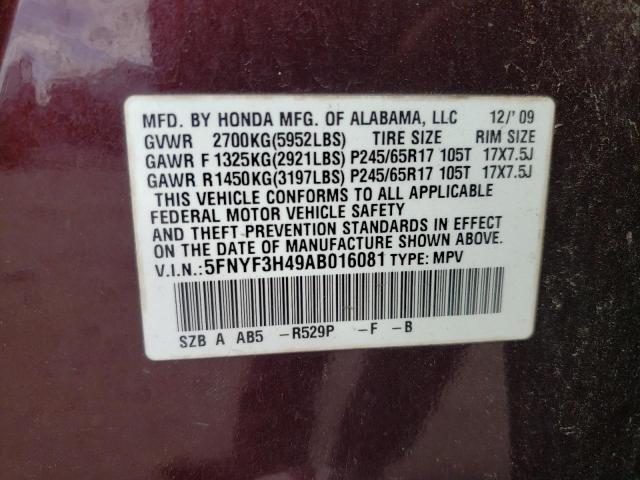 MFD. BY HONDA MFG. OF ALABAMA, LLC 12/'09
GVWR 2700KG(5952LBS) TIRE SIZE RIM SIZE
GAWR F 1325KG(2921LBS) P245/65R17 105T 17X7.5J
GAWR R1450KG(3197LBS) P245/65R17 105T 17X7.5J
THIS VEHICLE CONFORMS TO ALL APPLICABLE
FEDERAL MOTOR VEHICLE SAFETY
AND THEFT PREVENTION STANDARDS IN EFFECT
ON THE DATE OF MANUFACTURE SHOWN ABOVE.
V.I.N.: 5FNYF3H49AB016081 TYPE: MPV
SZB A AB5 -R529P -F -B